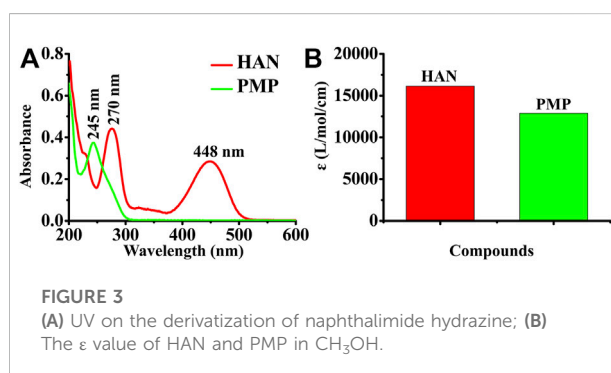 A
HAN
PMP
245 nm
270 nm
448 nm
0.8
0.6
0.4
0.2
0.0
Absorbance
200 300 400 500 600
Wavelength (nm)
B
HAN
PMP
20000
15000
10000
5000
0
ε (L/mol/cm)
Compounds
FIGURE 3
(A) UV on the derivatization of naphthalimide hydrazine; (B)
The ε value of HAN and PMP in CH₃OH.